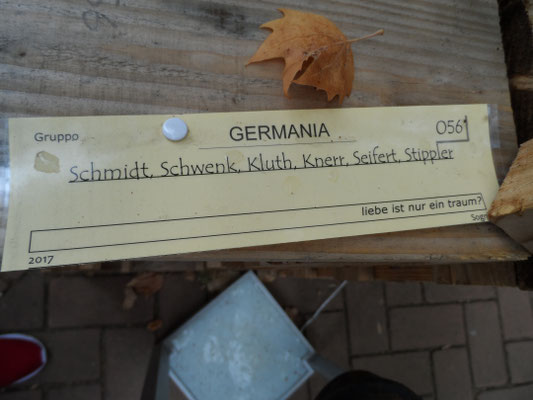 Gruppo GERMANIA 056
Schmidt, Schwenk, Kluth, Knerr, Seifert, Stippler
liebe ist nur ein traum?
2017